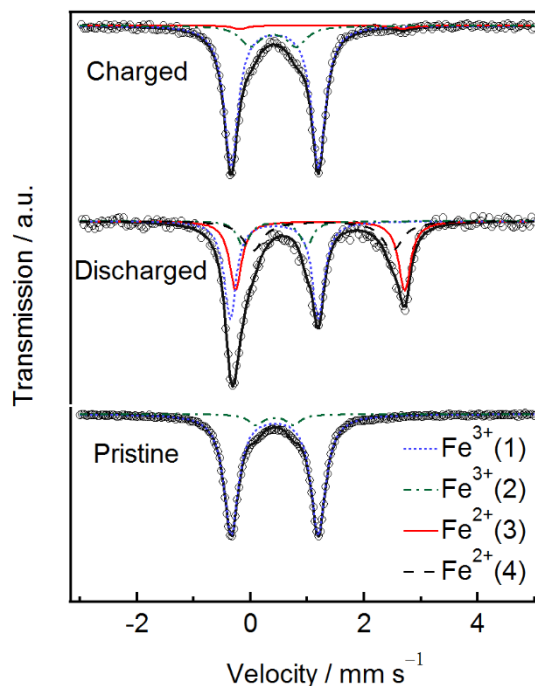 Charged
Discharged
Pristine
Transmission / a.u.
Fe³⁺(1)
Fe³⁺(2)
Fe²⁺(3)
Fe²⁺(4)
-2 0 2 4
Velocity / mm s⁻¹